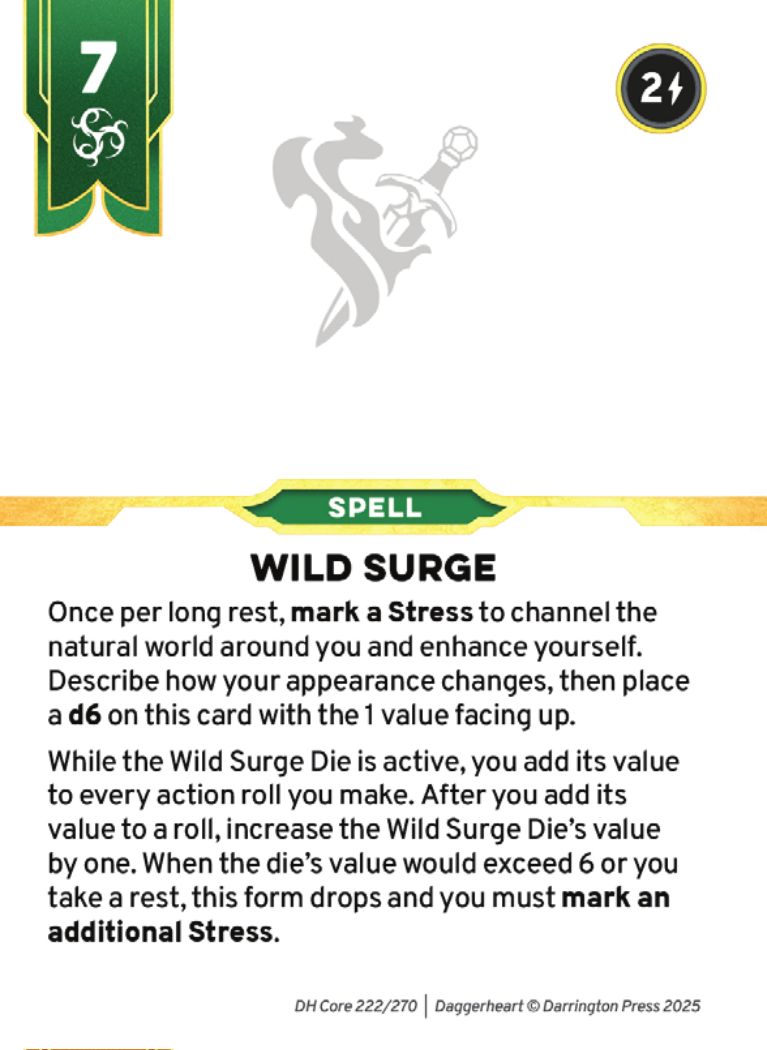 7
2
SPELL
WILD SURGE
Once per long rest, mark a Stress to channel the
natural world around you and enhance yourself.
Describe how your appearance changes, then place
a d6 on this card with the 1 value facing up.
While the Wild Surge Die is active, you add its value
to every action roll you make. After you add its
value to a roll, increase the Wild Surge Die’s value
by one. When the die’s value would exceed 6 or you
take a rest, this form drops and you must mark an
additional Stress.
DH Core 222/270 | Daggerheart © Darrington Press 2025